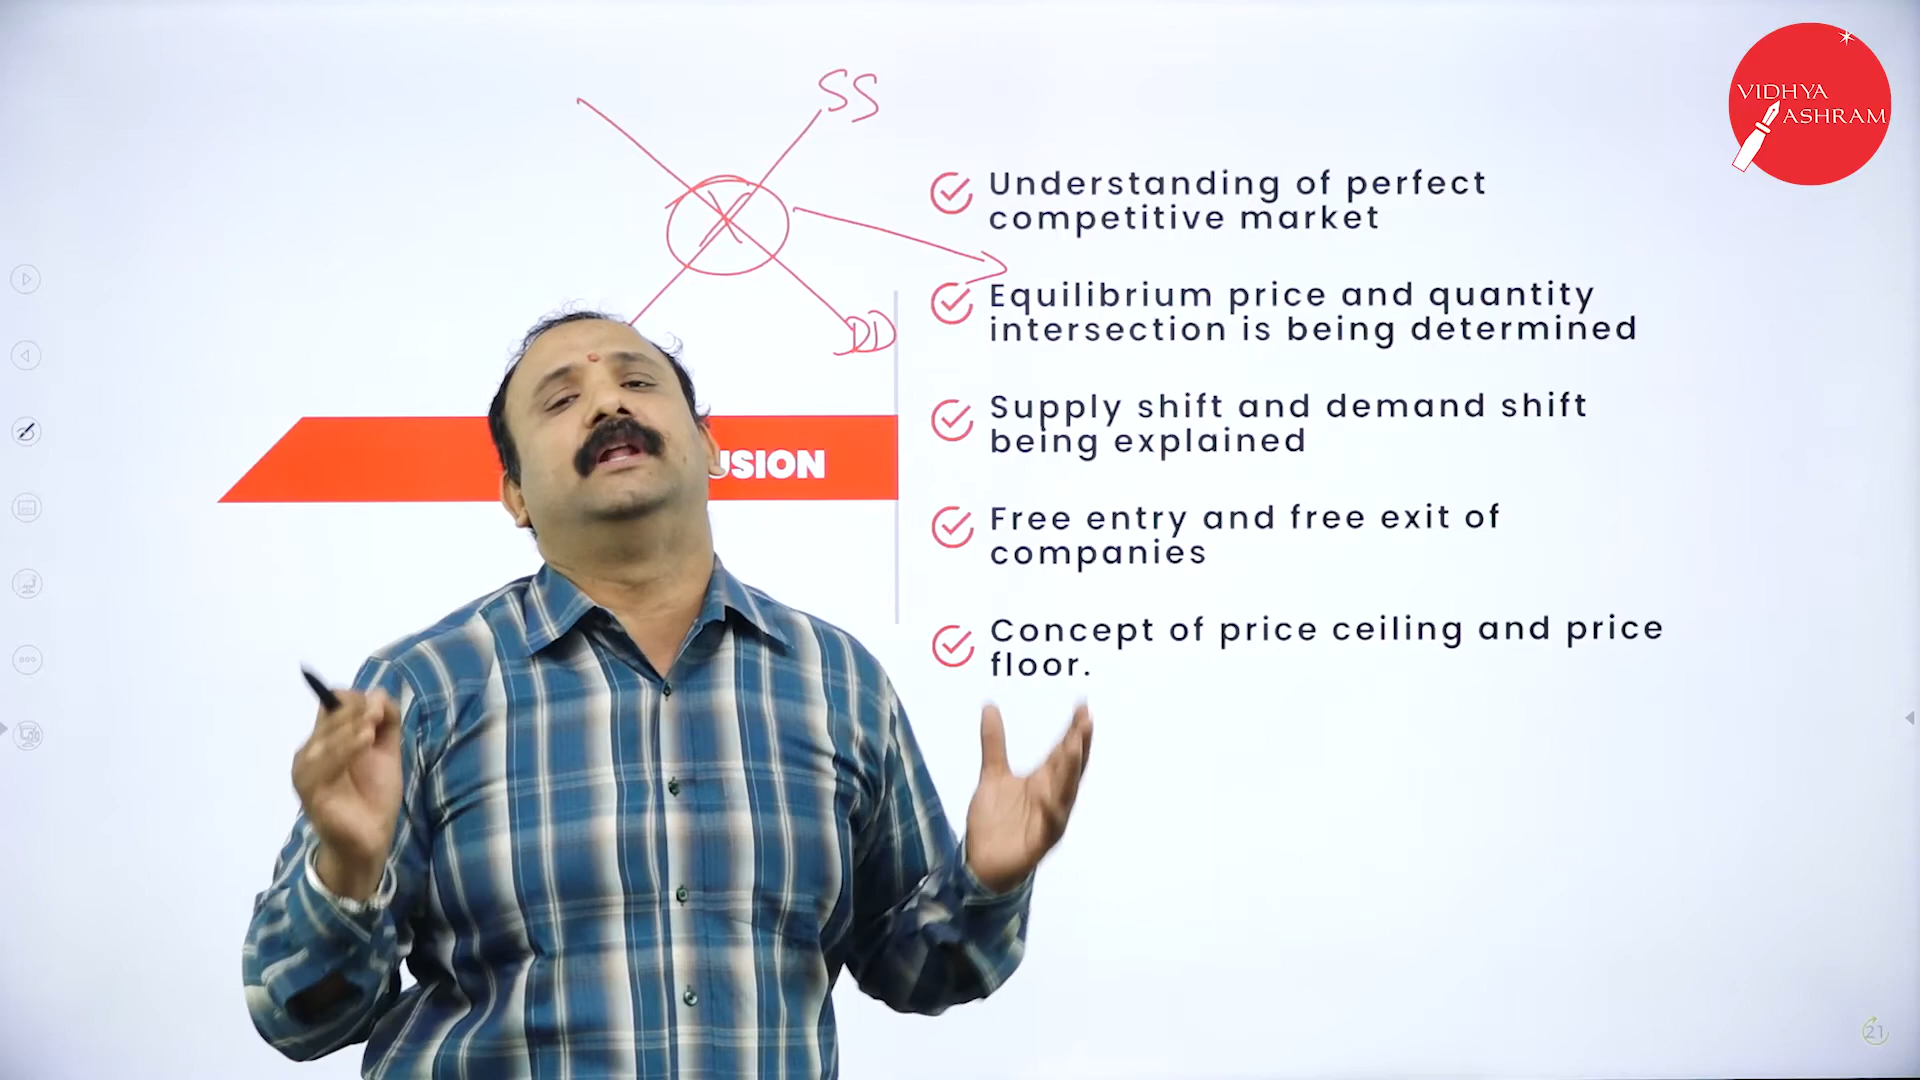 SS
DD
VIDHYA
ASHRAM
Understanding of perfect
competitive market
Equilibrium price and quantity
intersection is being determined
Supply shift and demand shift
being explained
Free entry and free exit of
companies
Concept of price ceiling and price
floor.
USION
21